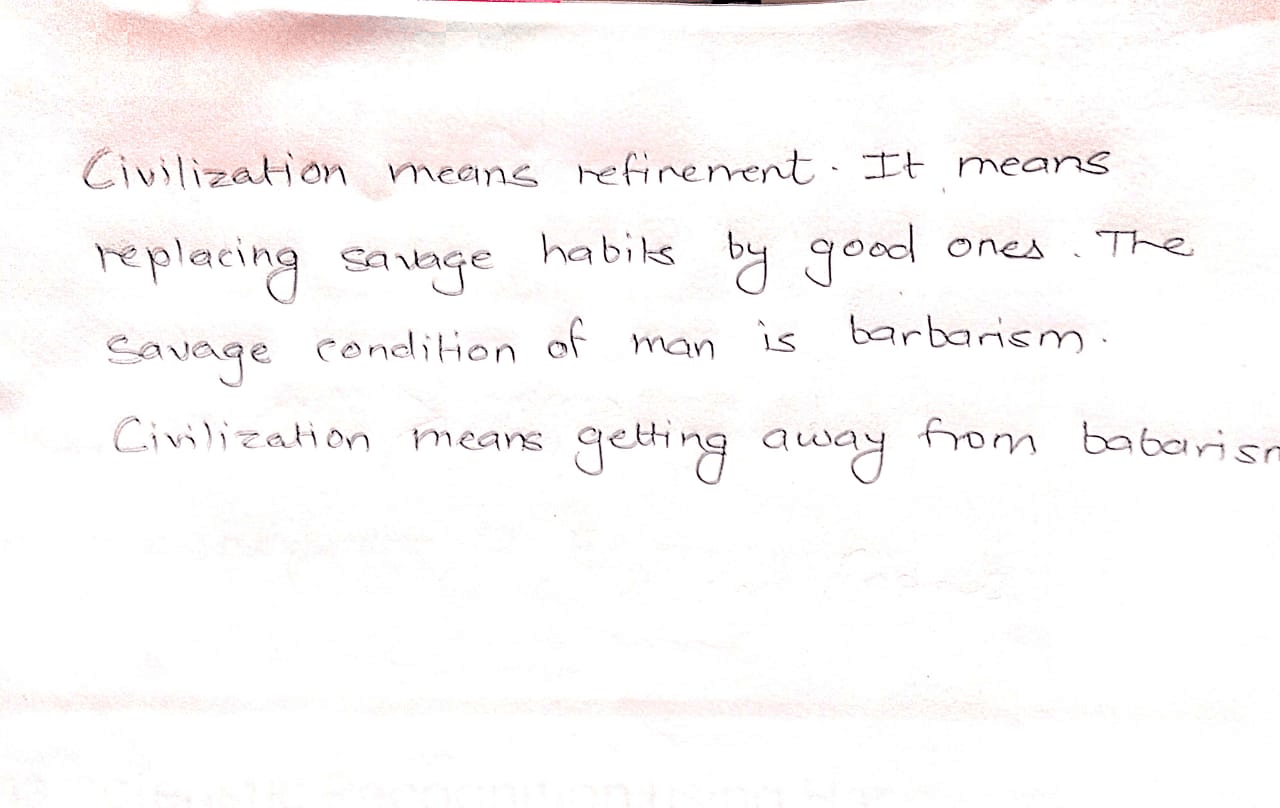 Civilization means refinement. It means
replacing savage habits by good ones. The
Savage condition of man is barbarism.
Civilization means getting away from babarism